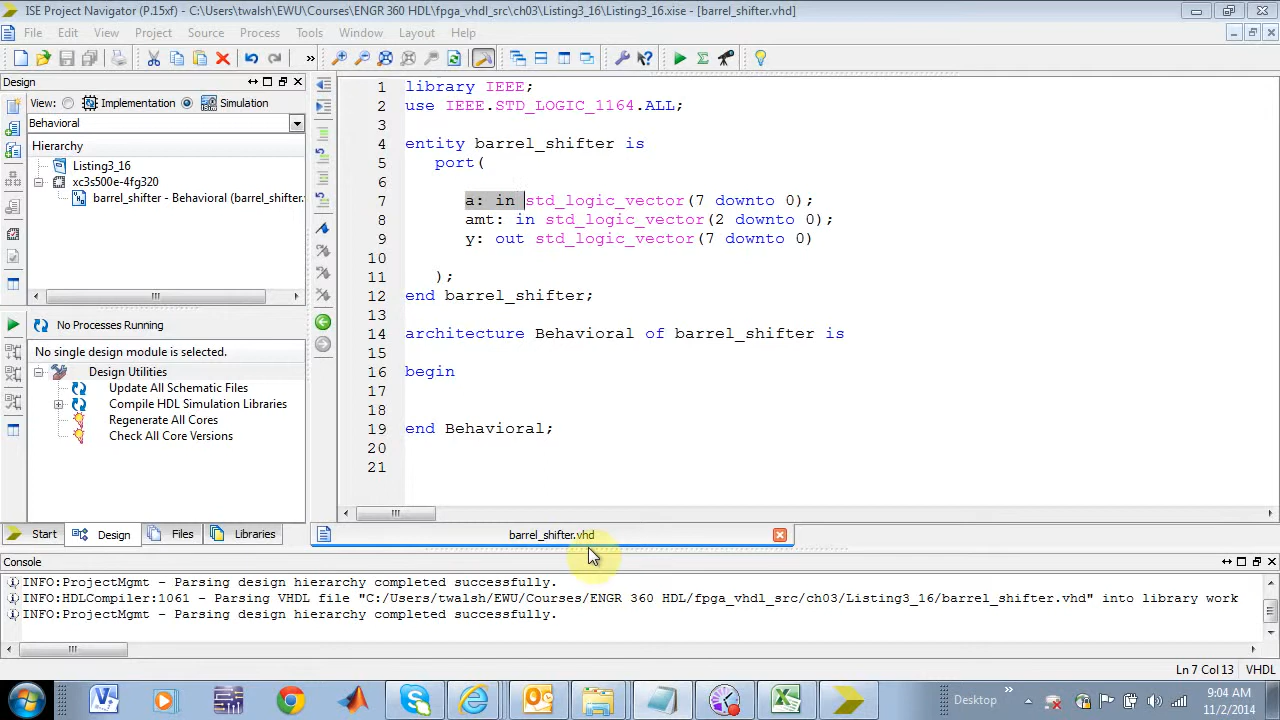 ISE Project Navigator (P.15xf) - C:\Users\twalsh\EWU\Courses\ENGR 360 HDL\fpga_vhdl_src\ch03\Listing3_16\Listing3_16.xise - [barrel_shifter.vhd]
File Edit View Project Source Process Tools Window Layout Help
»
Design
View: Implementation Simulation
Behavioral
Hierarchy
Listing3_16
xc3s500e-4fg320
barrel_shifter - Behavioral (barrel_shifter.
No Processes Running
No single design module is selected.
Design Utilities
Update All Schematic Files
Compile HDL Simulation Libraries
Regenerate All Cores
Check All Core Versions
Start Design Files Libraries
1 library IEEE;
2 use IEEE.STD_LOGIC_1164.ALL;
3
4 entity barrel_shifter is
5 port(
6
7 a: in std_logic_vector(7 downto 0);
8 amt: in std_logic_vector(2 downto 0);
9 y: out std_logic_vector(7 downto 0)
10
11 );
12 end barrel_shifter;
13
14 architecture Behavioral of barrel_shifter is
15
16 begin
17
18
19 end Behavioral;
20
21
barrel_shifter.vhd
Console
INFO:ProjectMgmt - Parsing design hierarchy completed successfully.
INFO:HDLCompiler:1061 - Parsing VHDL file "C:/Users/twalsh/EWU/Courses/ENGR 360 HDL/fpga_vhdl_src/ch03/Listing3_16/barrel_shifter.vhd" into library work
INFO:ProjectMgmt - Parsing design hierarchy completed successfully.
Ln 7 Col 13 VHDL
Desktop »
9:04 AM
11/2/2014